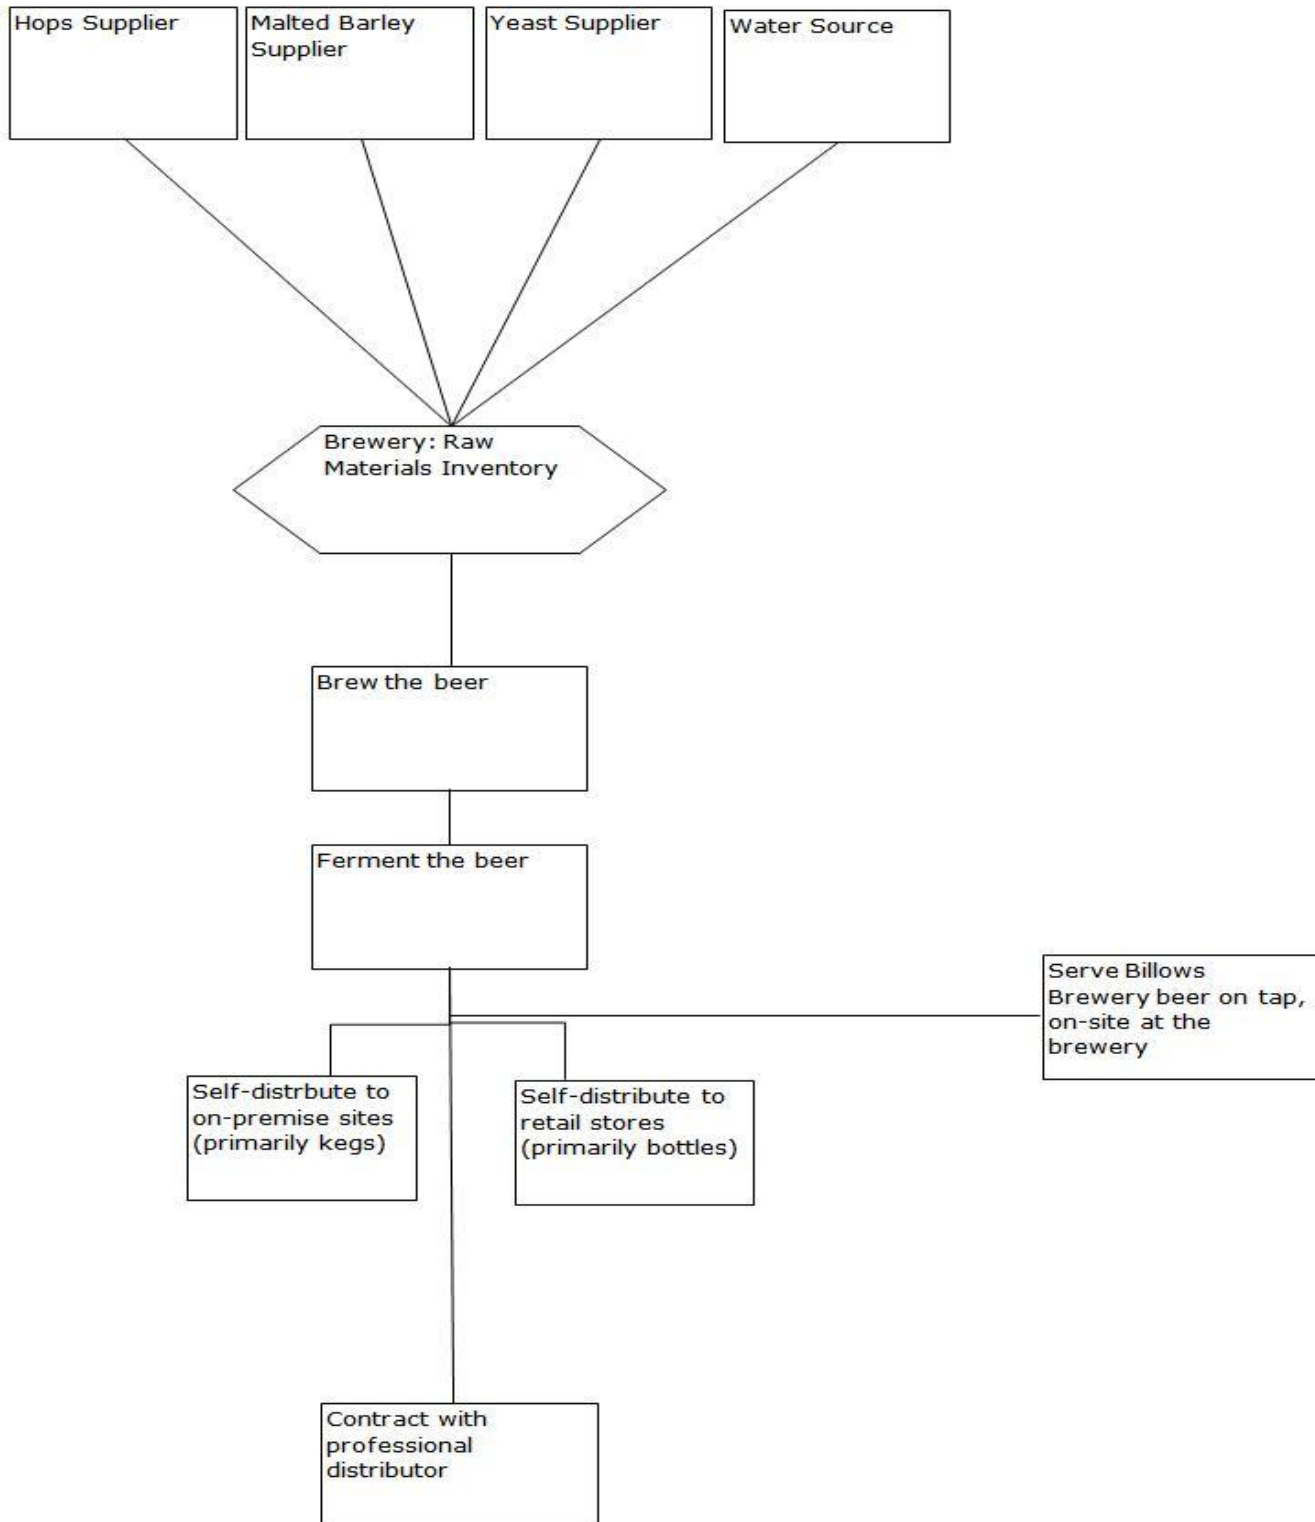 Hops Supplier
Malted Barley
Supplier
Yeast Supplier
Water Source
Brewery: Raw
Materials Inventory
Brew the beer
Ferment the beer
Serve Billows
Brewery beer on tap,
on-site at the
brewery
Self-distrbute to
on-premise sites
(primarily kegs)
Self-distribute to
retail stores
(primarily bottles)
Contract with
professional
distributor